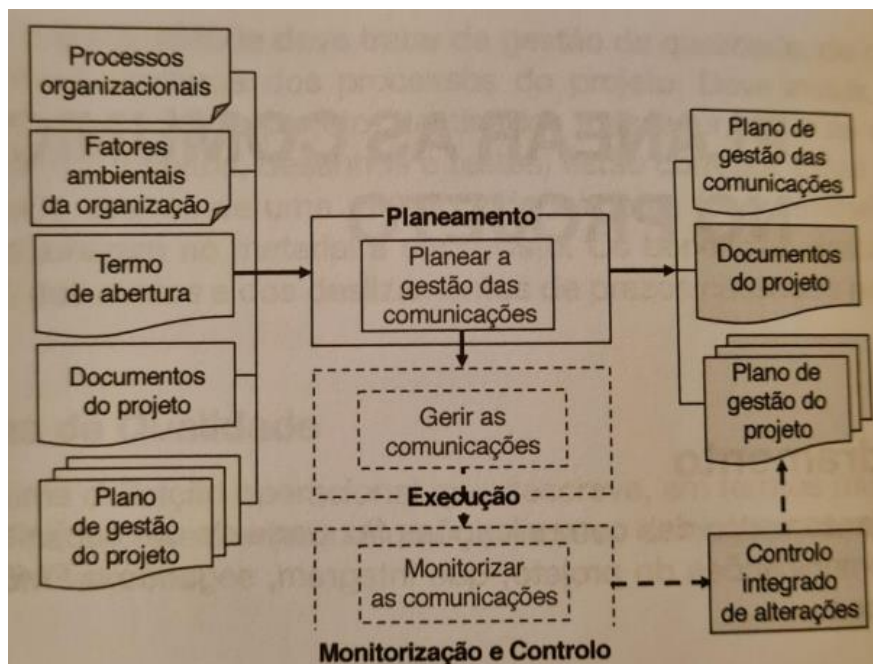 Processos
organizacionais
Fatores
ambientais
da organização
Termo
de abertura
Documentos
do projeto
Plano
de gestão
do projeto
Planeamento
Planear a
gestão das
comunicações
Gerir as
comunicações
Execução
Monitorizar
as comunicações
Monitorização e Controlo
Plano de
gestão das
comunicações
Documentos
do projeto
Plano de
gestão do
projeto
Controlo
integrado
de alterações